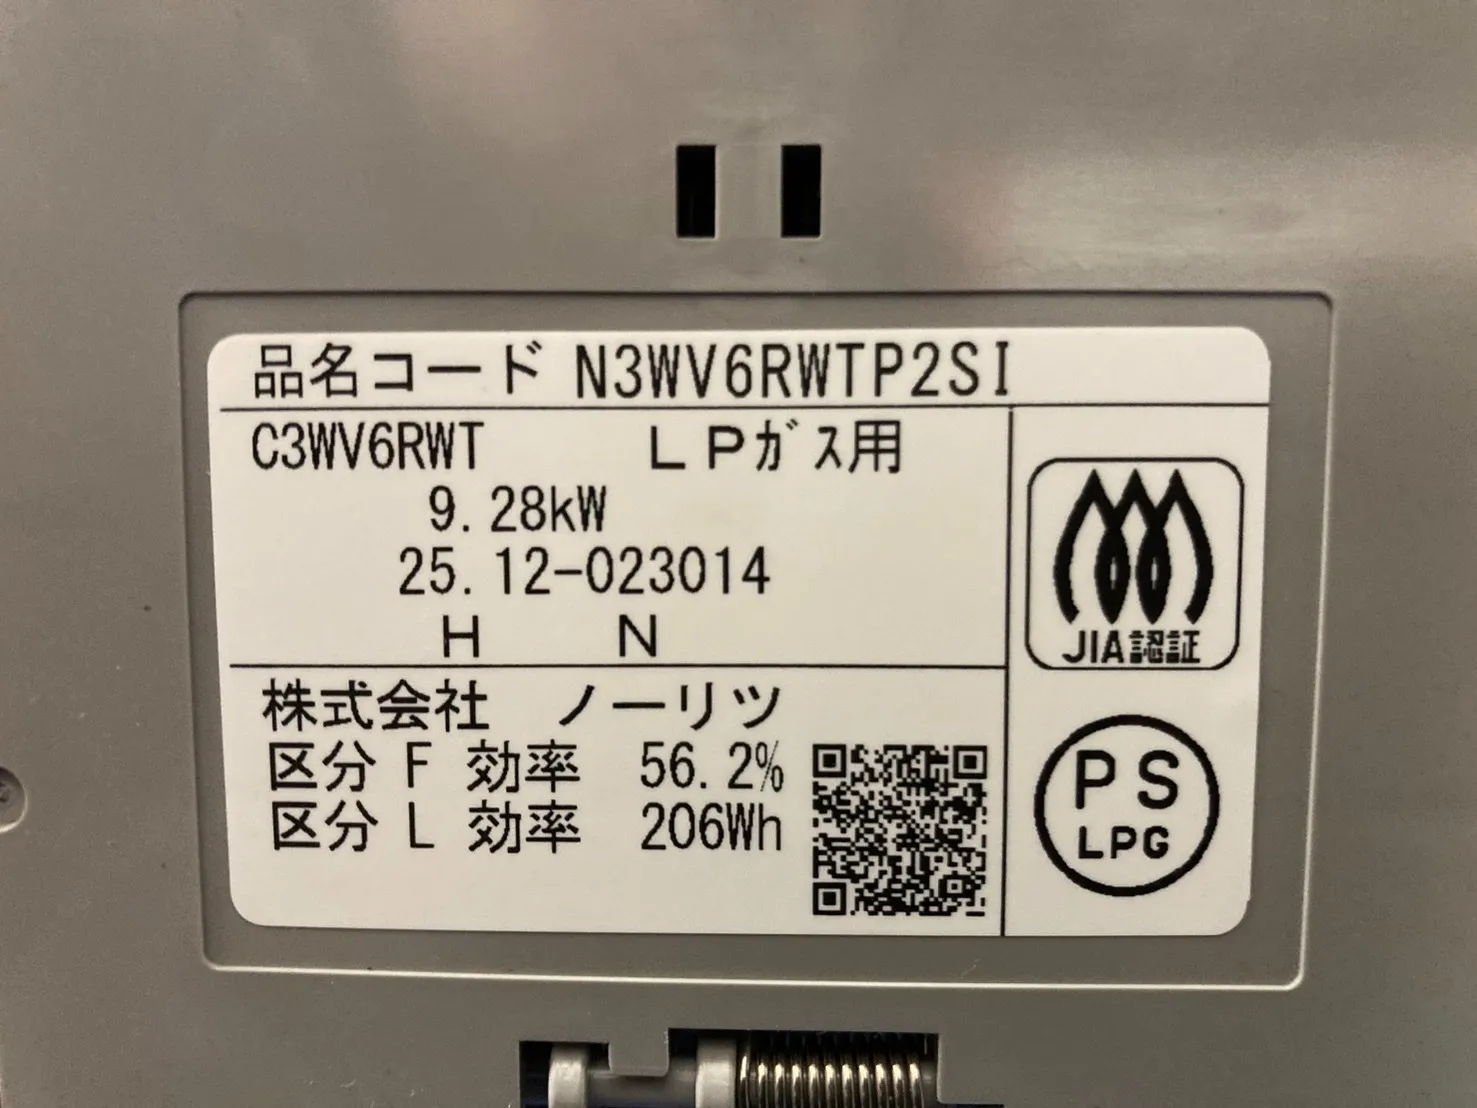 品名コード N3WV6RWTP2SI
C3WV6RWT LPガス用
9.28kW
25.12-023014
H N
JIA認証
株式会社 ノーリツ
区分 F 効率 56.2%
区分 L 効率 206Wh
PS
LPG